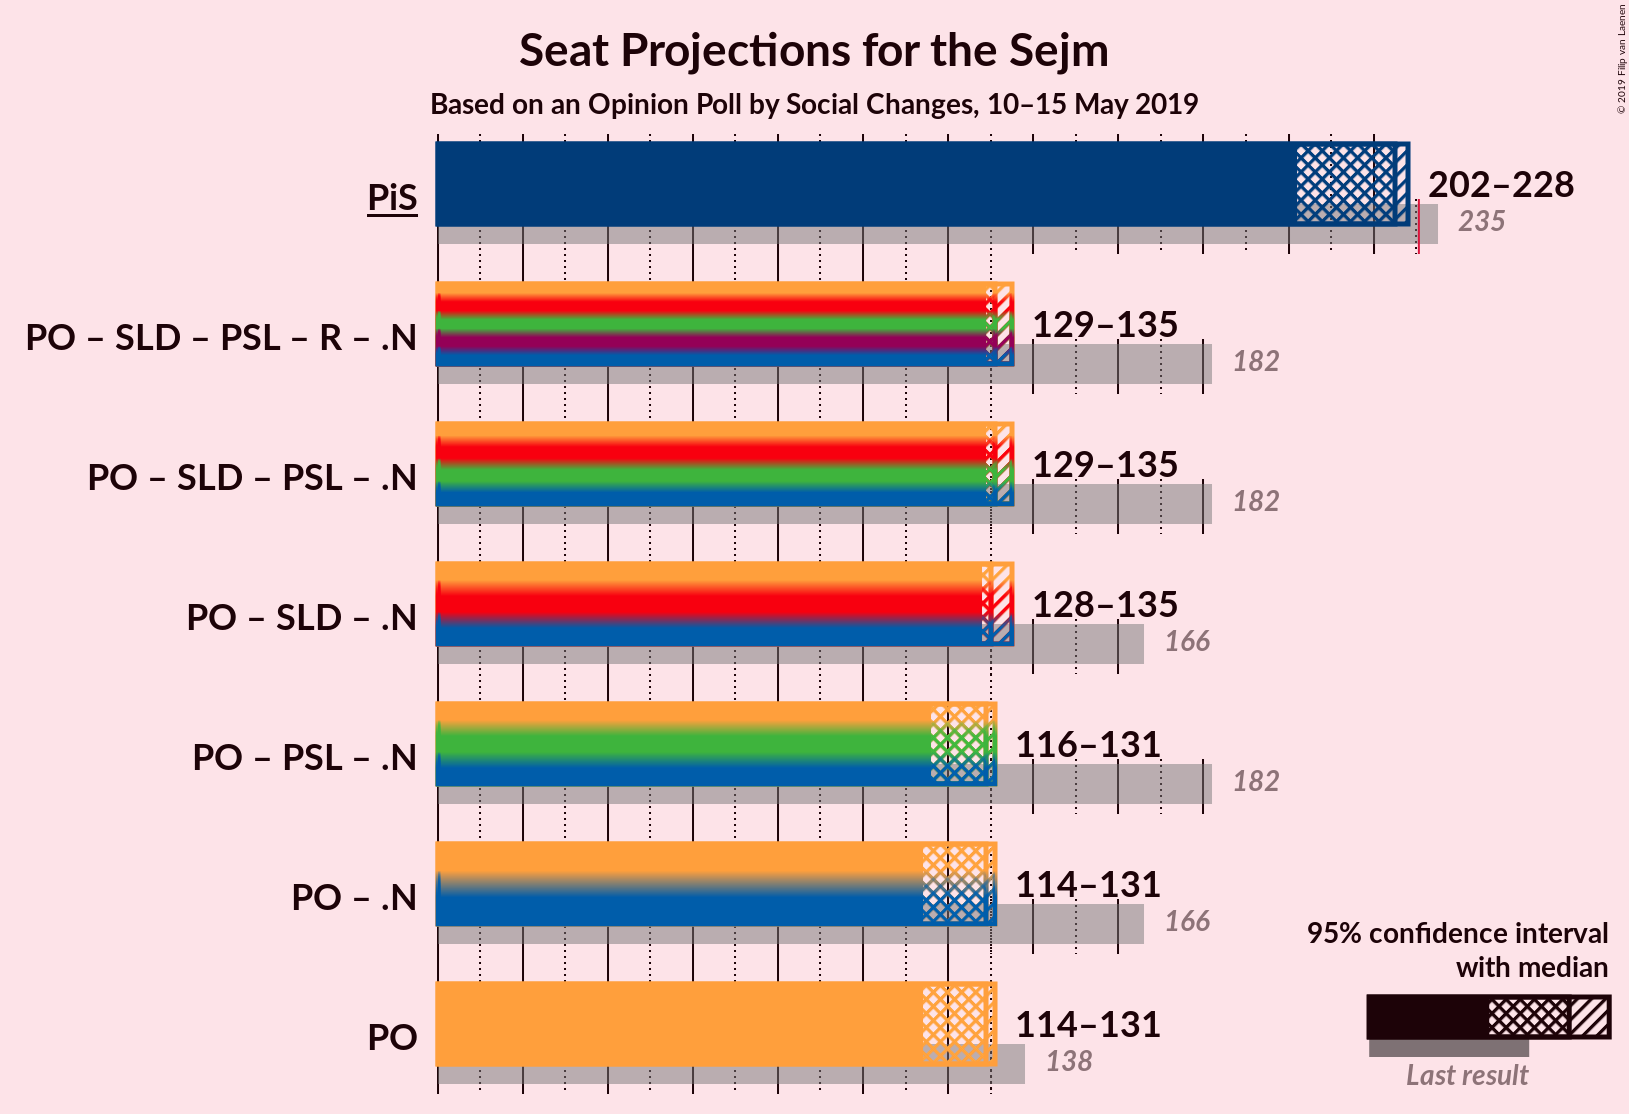 Seat Projections for the Sejm
Based on an Opinion Poll by Social Changes, 10–15 May 2019
© 2019 Filip van Laenen
PiS
202–228
235
PO – SLD – PSL – R – .N
129–135
182
PO – SLD – PSL – .N
129–135
182
PO – SLD – .N
128–135
166
PO – PSL – .N
116–131
182
PO – .N
114–131
166
PO
114–131
138
95% confidence interval
with median
Last result